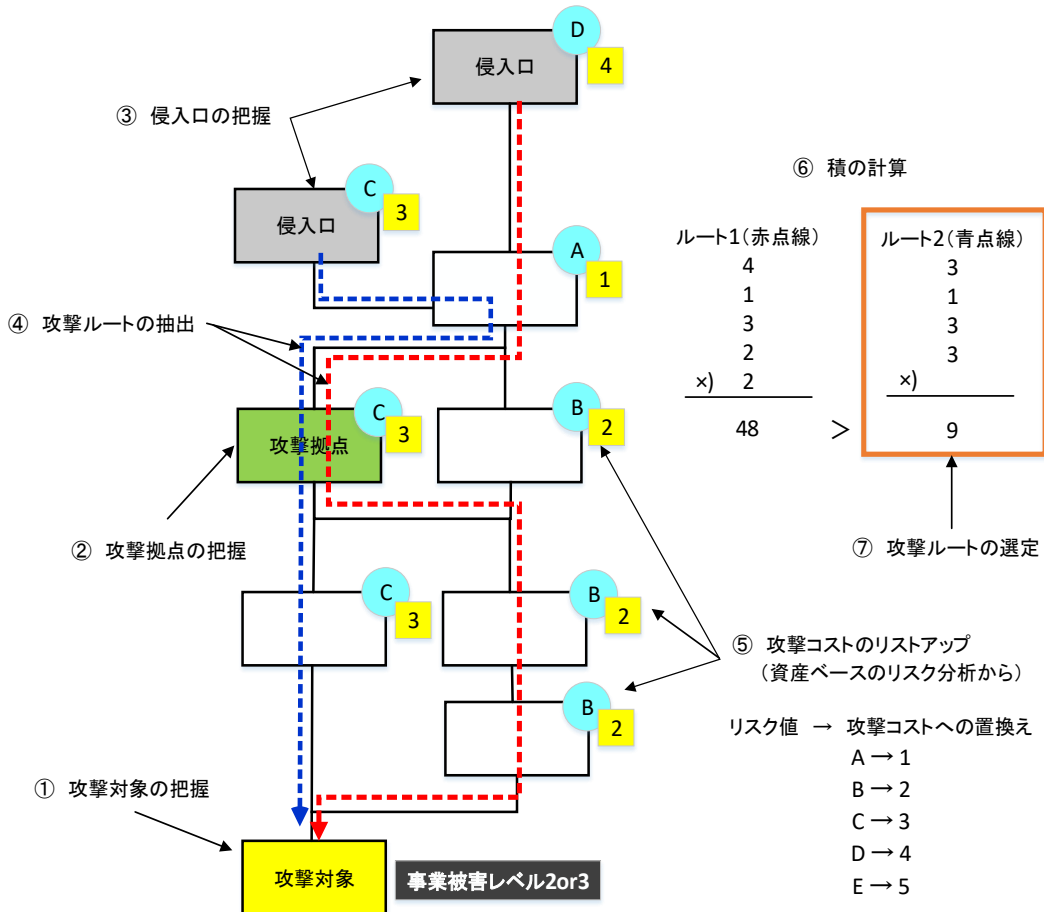 D
侵入口
4
③ 侵入口の把握
C
侵入口
3
A
1
④ 攻撃ルートの抽出
C
攻撃拠点
3
B
2
② 攻撃拠点の把握
C
3
B
2
B
2
① 攻撃対象の把握
攻撃対象
事業被害レベル2or3
⑥ 積の計算
ルート1(赤点線)
4
1
3
2
×) 2
48
>
ルート2(青点線)
3
1
3
3
×)
9
⑦ 攻撃ルートの選定
⑤ 攻撃コストのリストアップ
(資産ベースのリスク分析から)
リスク値 → 攻撃コストへの置換え
A → 1
B → 2
C → 3
D → 4
E → 5